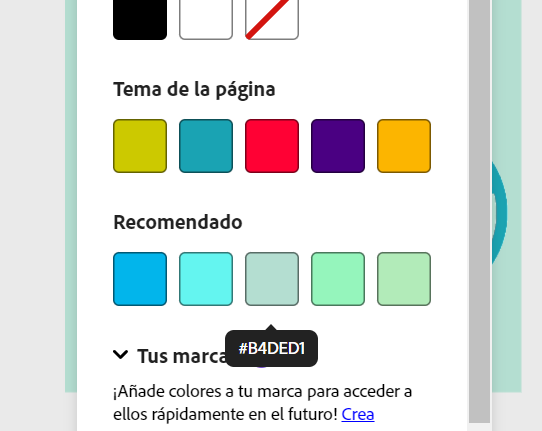 Tema de la página
Recomendado
#B4DED1
Tus marca
¡Añade colores a tu marca para acceder a
ellos rápidamente en el futuro! Crea